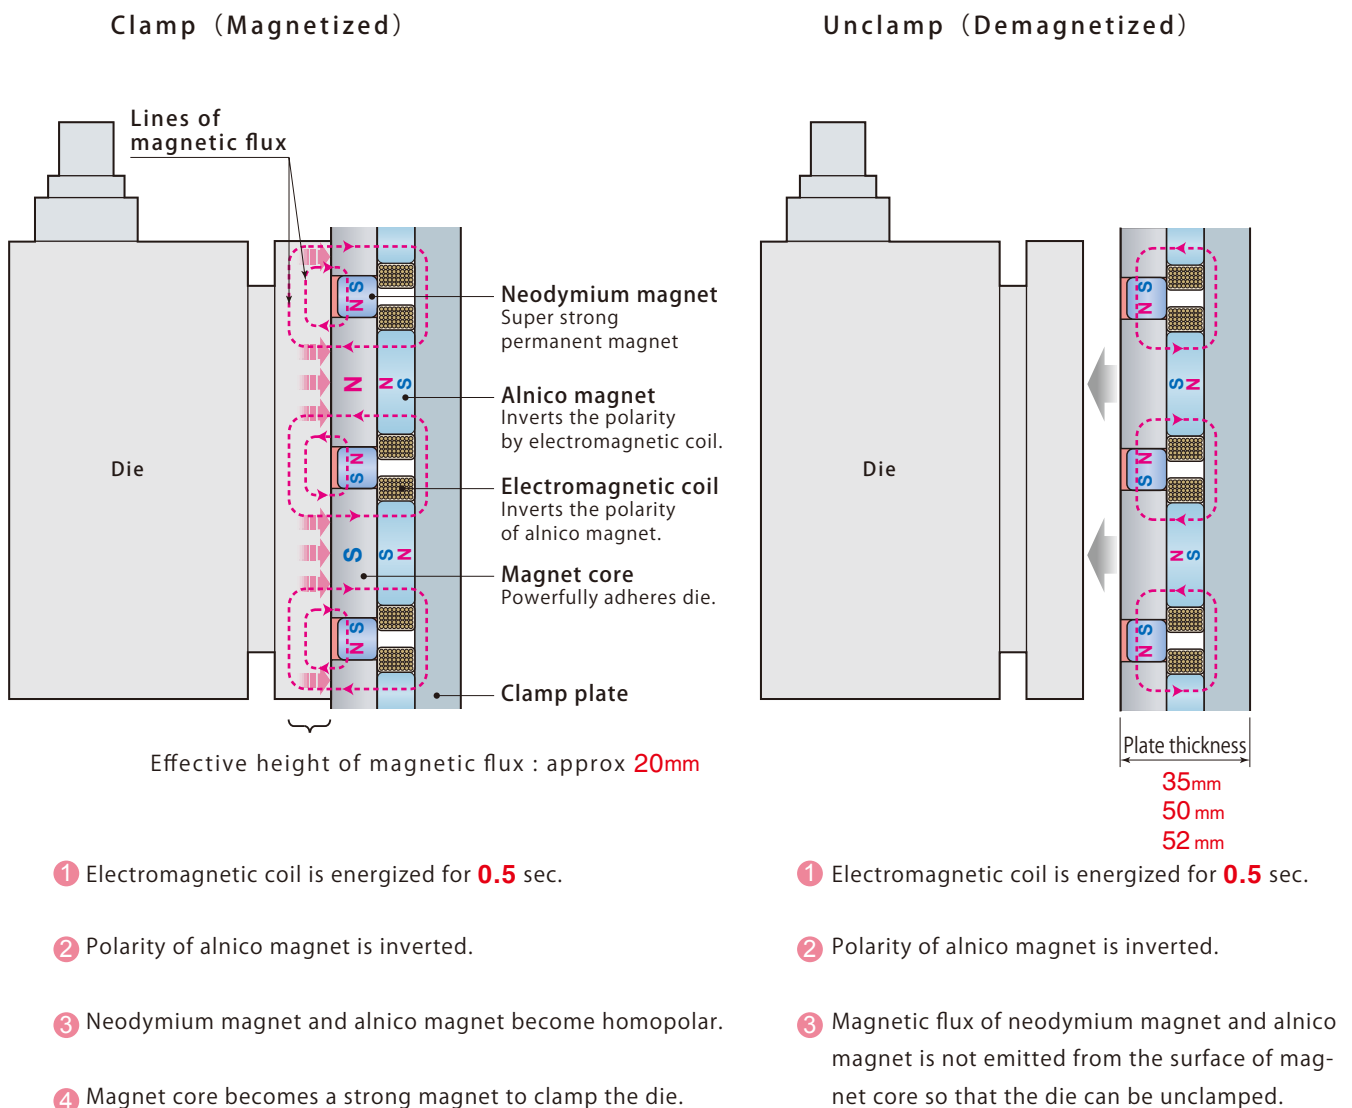 Clamp（Magnetized）
Lines of
magnetic flux
S
N
N
N S
N
S
S
S N
S
N
Die
Neodymium magnet
Super strong
permanent magnet
Alnico magnet
Inverts the polarity
by electromagnetic coil.
Electromagnetic coil
Inverts the polarity
of alnico magnet.
Magnet core
Powerfully adheres die.
Clamp plate
Effective height of magnetic flux : approx 20mm
1 Electromagnetic coil is energized for 0.5 sec.
2 Polarity of alnico magnet is inverted.
3 Neodymium magnet and alnico magnet become homopolar.
4 Magnet core becomes a strong magnet to clamp the die.
Unclamp（Demagnetized）
Die
S
N
S N
N
S
N S
S
N
Plate thickness
35mm
50 mm
52 mm
1 Electromagnetic coil is energized for 0.5 sec.
2 Polarity of alnico magnet is inverted.
3 Magnetic flux of neodymium magnet and alnico
magnet is not emitted from the surface of mag-
net core so that the die can be unclamped.